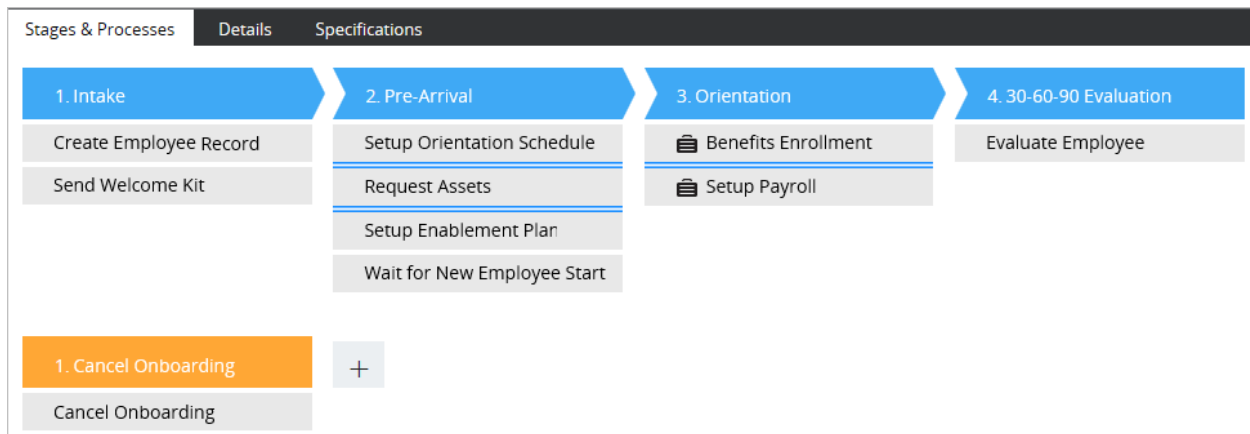 Stages & Processes Details Specifications
1. Intake 2. Pre-Arrival 3. Orientation 4. 30-60-90 Evaluation
Create Employee Record Setup Orientation Schedule Benefits Enrollment Evaluate Employee
Send Welcome Kit Request Assets Setup Payroll
Setup Enablement Plan
Wait for New Employee Start
1. Cancel Onboarding +
Cancel Onboarding